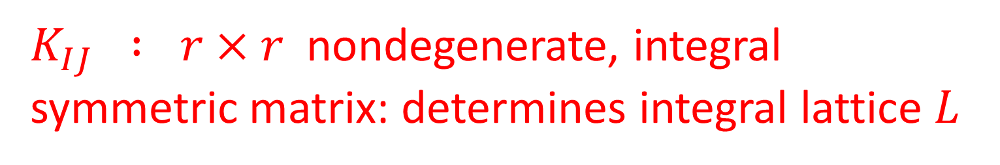 K_{IJ} : r × r nondegenerate, integral
symmetric matrix: determines integral lattice L